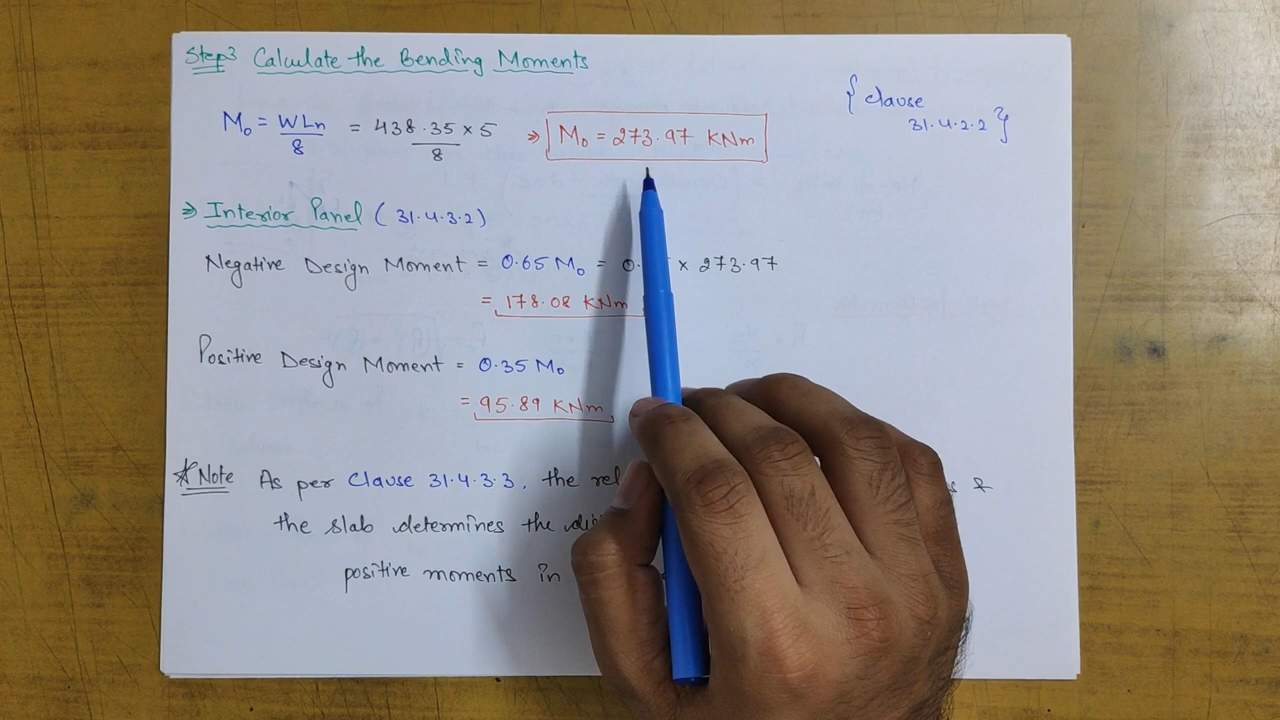 Step3 Calculate the Bending Moments
{ clause
31.4.2.2 }
M₀ = WLn/8 = 438.35 × 5/8 ⇒ M₀ = 273.97 KNm
⇒ Interior Panel (31.4.3.2)
Negative Design Moment = 0.65 M₀ = 0. × 273.97
= 178.08 KNm
Positive Design Moment = 0.35 M₀
= 95.89 KNm
*Note As per Clause 31.4.3.3, the &
the slab determines the
positive moments in